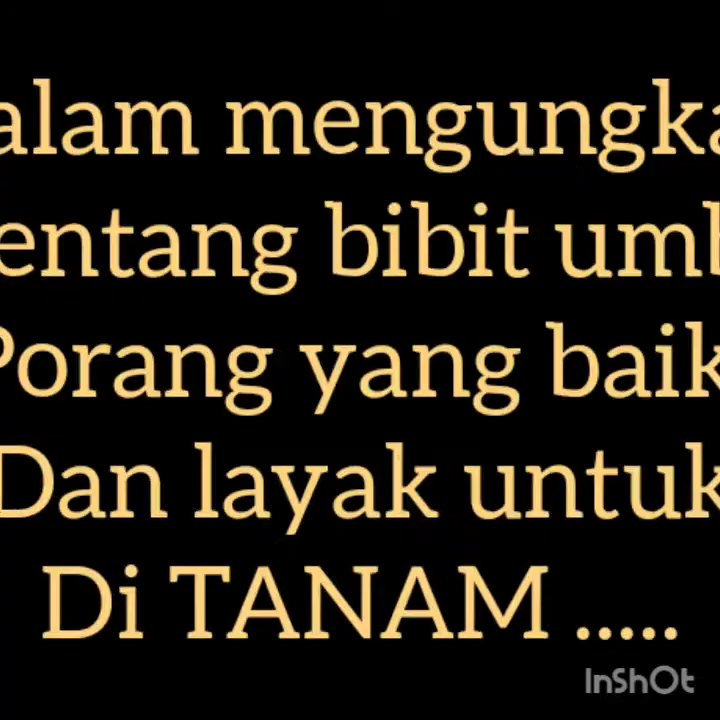 alam mengungka
entang bibit umb
Porang yang baik
Dan layak untuk
Di TANAM .....
InShOt